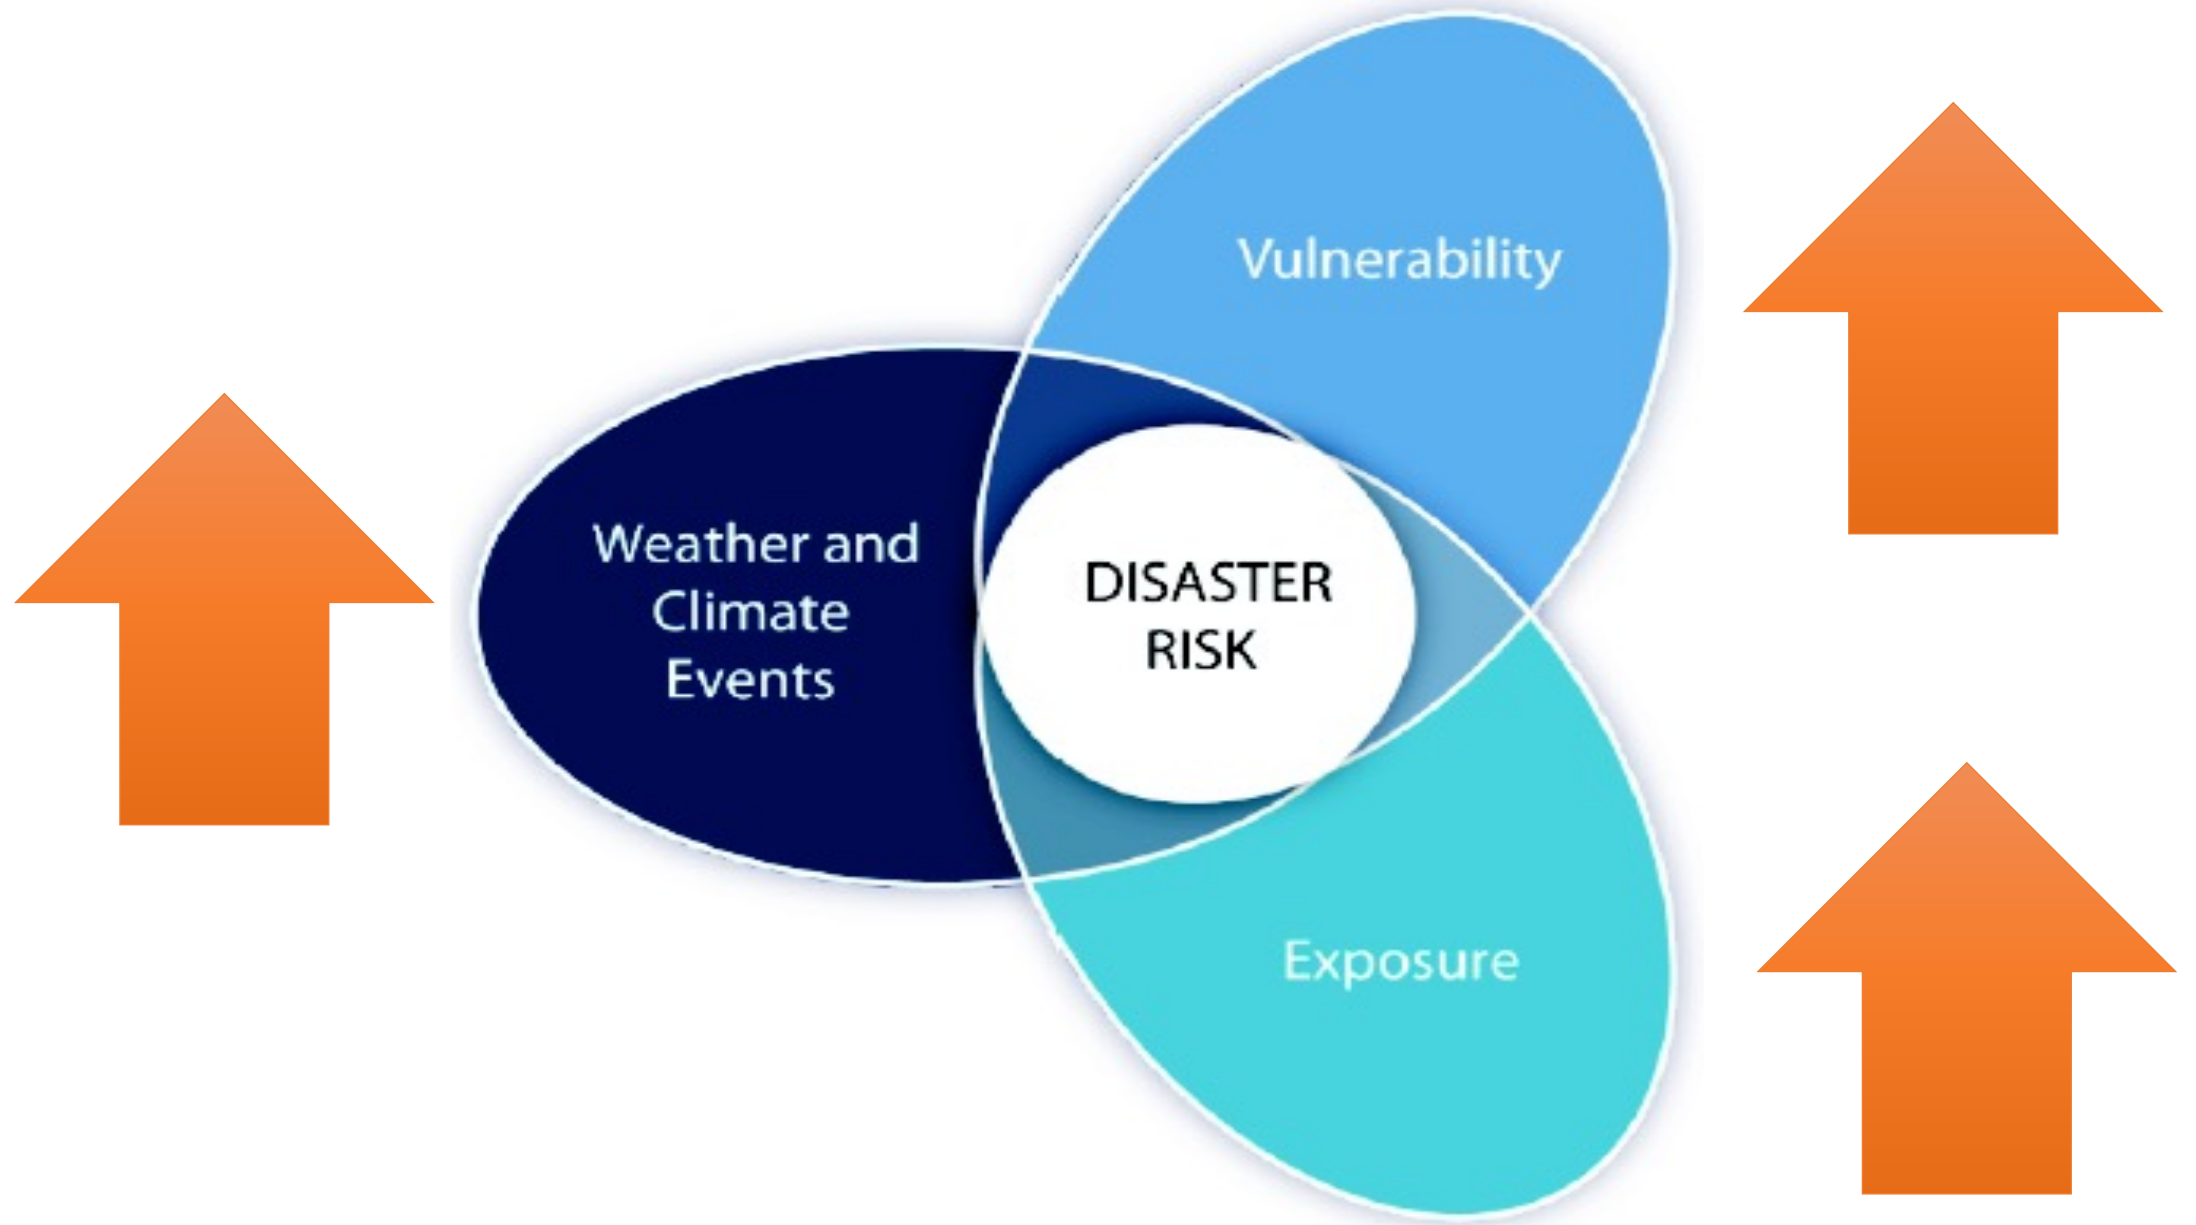 Vulnerability
Weather and
Climate
Events
DISASTER
RISK
Exposure